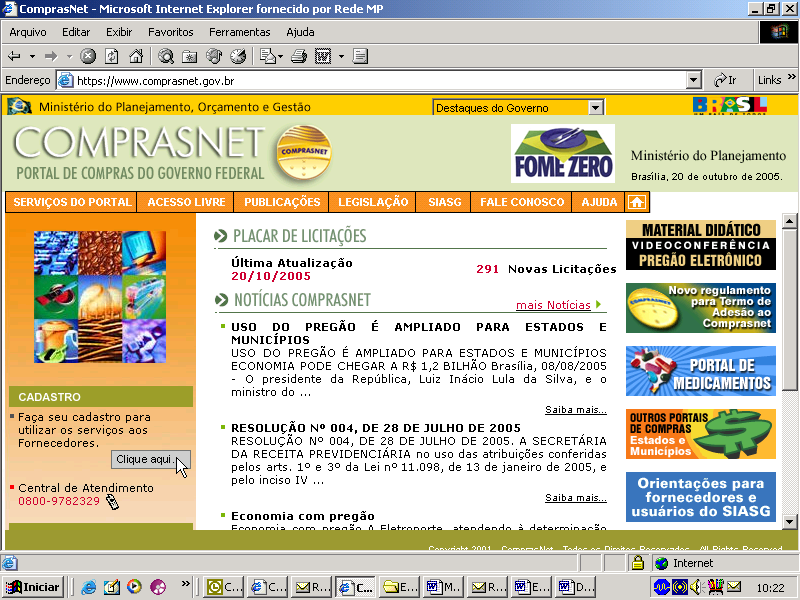 ComprasNet - Microsoft Internet Explorer fornecido por Rede MP
Arquivo Editar Exibir Favoritos Ferramentas Ajuda
Endereço https://www.comprasnet.gov.br Ir Links »
Ministério do Planejamento, Orçamento e Gestão Destaques do Governo BRASIL
COMPRASNET
PORTAL DE COMPRAS DO GOVERNO FEDERAL
COMPRASNET
FOME ZERO
Ministério do Planejamento
Brasília, 20 de outubro de 2005.
SERVIÇOS DO PORTAL ACESSO LIVRE PUBLICAÇÕES LEGISLAÇÃO SIASG FALE CONOSCO AJUDA
CADASTRO
Faça seu cadastro para
utilizar os serviços aos
Fornecedores.
Clique aqui
Central de Atendimento
0800-9782329
PLACAR DE LICITAÇÕES
Última Atualização
20/10/2005
291 Novas Licitações
NOTÍCIAS COMPRASNET
mais Notícias
USO DO PREGÃO É AMPLIADO PARA ESTADOS E
MUNICÍPIOS
USO DO PREGÃO É AMPLIADO PARA ESTADOS E MUNICÍPIOS
ECONOMIA PODE CHEGAR A R$ 1,2 BILHÃO Brasília, 08/08/2005
- O presidente da República, Luiz Inácio Lula da Silva, e o
ministro do ...
Saiba mais...
RESOLUÇÃO Nº 004, DE 28 DE JULHO DE 2005
RESOLUÇÃO Nº 004, DE 28 DE JULHO DE 2005. A SECRETÁRIA
DA RECEITA PREVIDENCIÁRIA no uso das atribuições conferidas
pelos arts. 1º e 3º da Lei nº 11.098, de 13 de janeiro de 2005, e
pelo inciso IV ...
Saiba mais...
Economia com pregão
Economia com pregão A Eletronorte, atendendo à determinação
MATERIAL DIDÁTICO
VIDEOCONFERÊNCIA
PREGÃO ELETRÔNICO
Novo regulamento
para Termo de
Adesão ao
Comprasnet
PORTAL DE
MEDICAMENTOS
OUTROS PORTAIS
DE COMPRAS
Estados e
Municípios
Orientações para
fornecedores e
usuários do SIASG
Copyright 2001 - ComprasNet - Todos os Direitos Reservados - All Rights Reserved
Internet
Iniciar » C... C... R... C... E... M... R... E... D... 10:22